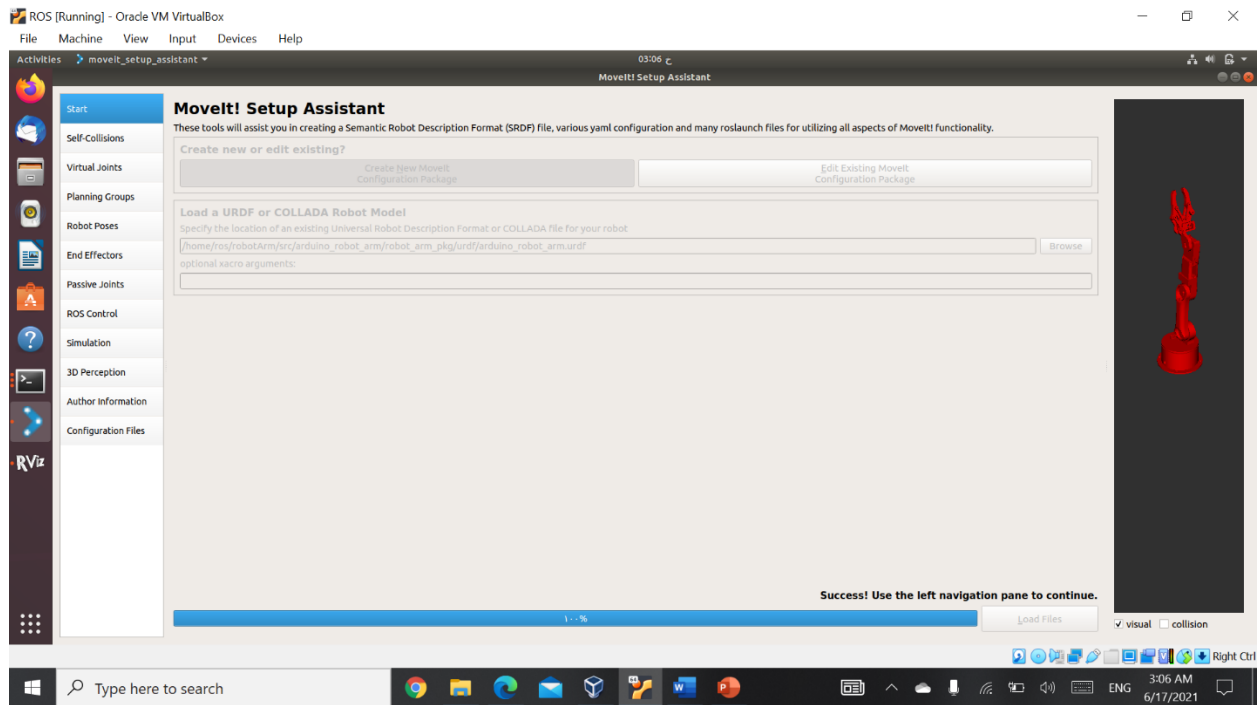 ROS [Running] - Oracle VM VirtualBox
File Machine View Input Devices Help
Activities moveit_setup_assistant 03:06 ح
MoveIt! Setup Assistant
Start
Self-Collisions
Virtual Joints
Planning Groups
Robot Poses
End Effectors
Passive Joints
ROS Control
Simulation
3D Perception
Author Information
Configuration Files
MoveIt! Setup Assistant
These tools will assist you in creating a Semantic Robot Description Format (SRDF) file, various yaml configuration and many roslaunch files for utilizing all aspects of MoveIt! functionality.
Create new or edit existing?
Create New MoveIt
Configuration Package
Edit Existing MoveIt
Configuration Package
Load a URDF or COLLADA Robot Model
Specify the location of an existing Universal Robot Description Format or COLLADA file for your robot
/home/ros/robotArm/src/arduino_robot_arm/robot_arm_pkg/urdf/arduino_robot_arm.urdf Browse
optional xacro arguments:
RViz
Success! Use the left navigation pane to continue.
١٠٠% Load Files
visual collision
Right Ctrl
Type here to search
ENG
3:06 AM
6/17/2021